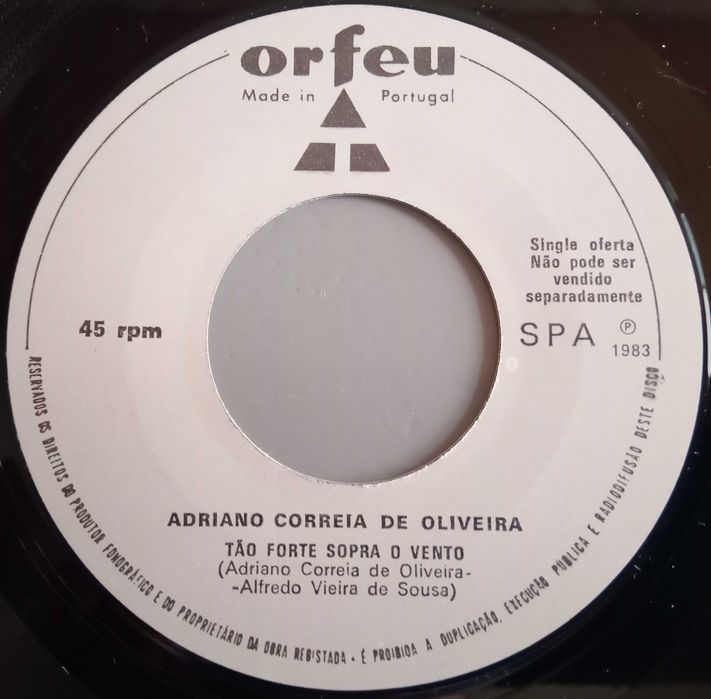 orfeu
Made in Portugal
Single oferta
Não pode ser
vendido
separadamente
45 rpm
SPA ℗
1983
ADRIANO CORREIA DE OLIVEIRA
TÃO FORTE SOPRA O VENTO
(Adriano Correia de Oliveira-
-Alfredo Vieira de Sousa)
RESERVADOS OS DIREITOS DO PRODUTOR FONOGRÁFICO E DO PROPRIETÁRIO DA OBRA REGISTADA - É PROIBIDA A DUPLICAÇÃO, EXECUÇÃO PÚBLICA E RADIODIFUSÃO DESTE DISCO